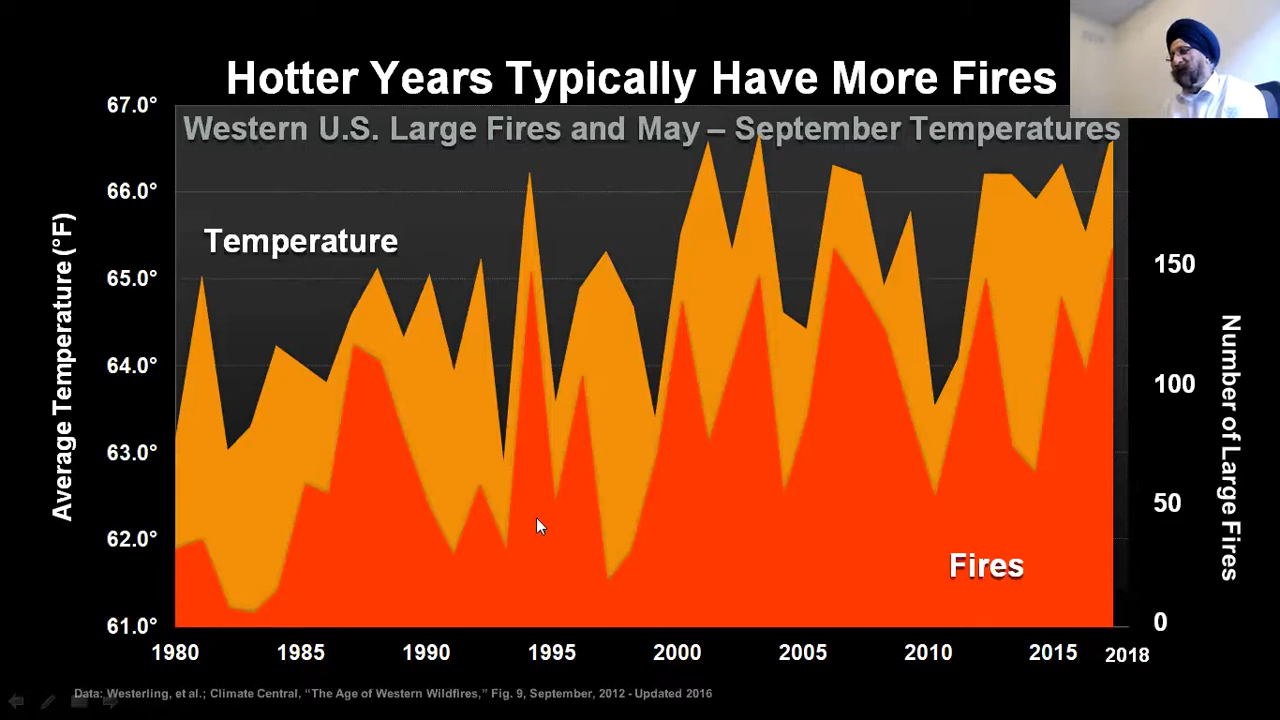 Hotter Years Typically Have More Fires
Western U.S. Large Fires and May – September Temperatures
Average Temperature (°F)
67.0°
66.0°
65.0°
64.0°
63.0°
62.0°
61.0°
Temperature
Fires
150
100
50
0
Number of Large Fires
1980 1985 1990 1995 2000 2005 2010 2015 2018
Data: Westerling, et al.; Climate Central, “The Age of Western Wildfires,” Fig. 9, September, 2012 - Updated 2016